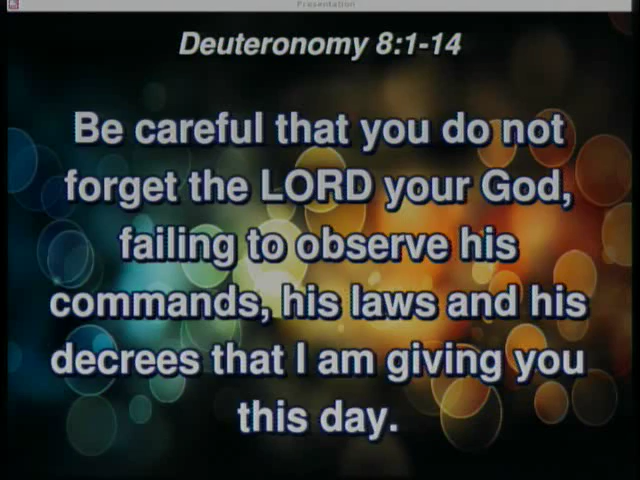 Presentation
Deuteronomy 8:1-14
Be careful that you do not
forget the LORD your God,
failing to observe his
commands, his laws and his
decrees that I am giving you
this day.